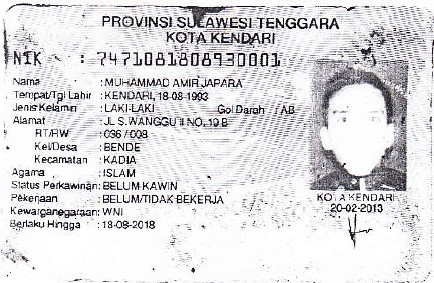 PROVINSI SULAWESI TENGGARA
KOTA KENDARI
NIK : 7471081808930001
Nama : MUHAMMAD AMIR JAPARA
Tempat/Tgl Lahir : KENDARI, 18-08-1993
Jenis Kelamin : LAKI-LAKI Gol Darah : AB
Alamat : JL S. WANGGU II NO. 19 B
RT/RW : 036 / 008
Kel/Desa : BENDE
Kecamatan : KADIA
Agama : ISLAM
Status Perkawinan: BELUM KAWIN
Pekerjaan : BELUM/TIDAK BEKERJA
Kewarganegaraan: WNI
Berlaku Hingga : 18-08-2018
KOTA KENDARI
20-02-2013